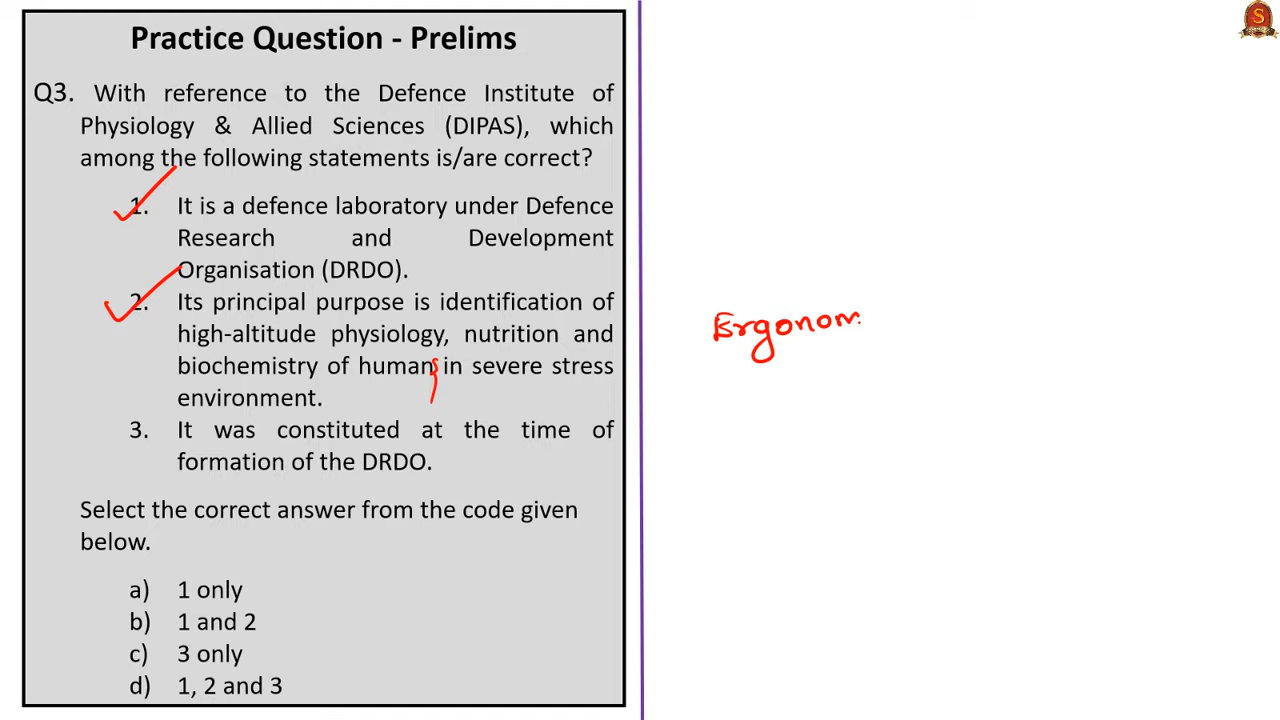 Practice Question - Prelims
Q3. With reference to the Defence Institute of
Physiology & Allied Sciences (DIPAS), which
among the following statements is/are correct?
1. It is a defence laboratory under Defence
Research and Development
Organisation (DRDO).
2. Its principal purpose is identification of
high-altitude physiology, nutrition and
biochemistry of humans in severe stress
environment.
3. It was constituted at the time of
formation of the DRDO.
Select the correct answer from the code given
below.
a) 1 only
b) 1 and 2
c) 3 only
d) 1, 2 and 3
Ergonom
S